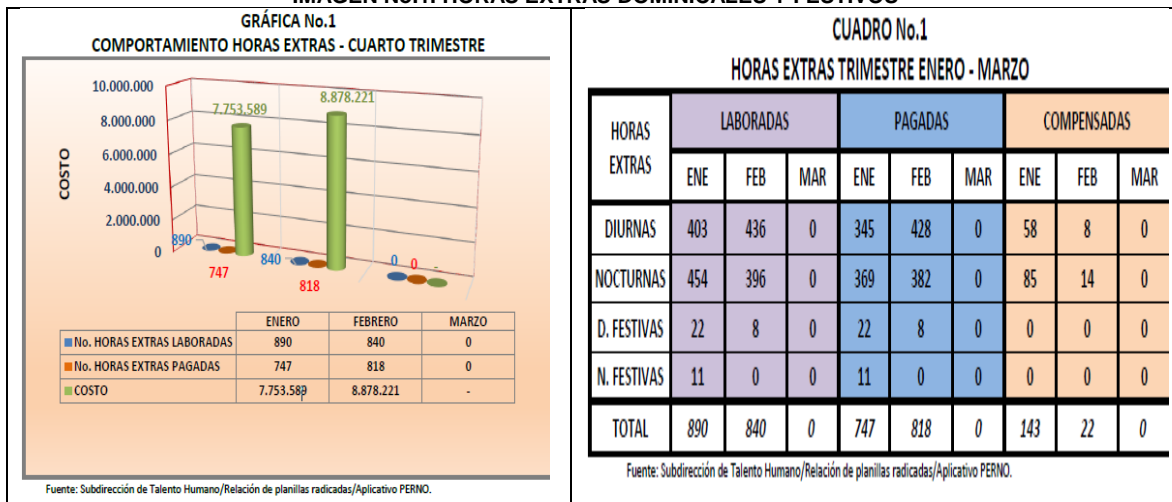 GRÁFICA No.1
COMPORTAMIENTO HORAS EXTRAS - CUARTO TRIMESTRE
10.000.000
8.000.000
6.000.000
4.000.000
2.000.000
0
COSTO
7.753.589
8.878.221
890
747
840
818
0
0
-
ENERO FEBRERO MARZO
No. HORAS EXTRAS LABORADAS 890 840 0
No. HORAS EXTRAS PAGADAS 747 818 0
COSTO 7.753.589 8.878.221 -
Fuente: Subdirección de Talento Humano/Relación de planillas radicadas/Aplicativo PERNO.
CUADRO No.1
HORAS EXTRAS TRIMESTRE ENERO - MARZO
HORAS EXTRAS LABORADAS PAGADAS COMPENSADAS
ENE FEB MAR ENE FEB MAR ENE FEB MAR
DIURNAS 403 436 0 345 428 0 58 8 0
NOCTURNAS 454 396 0 369 382 0 85 14 0
D. FESTIVAS 22 8 0 22 8 0 0 0 0
N. FESTIVAS 11 0 0 11 0 0 0 0 0
TOTAL 890 840 0 747 818 0 143 22 0
Fuente: Subdirección de Talento Humano/Relación de planillas radicadas/Aplicativo PERNO.